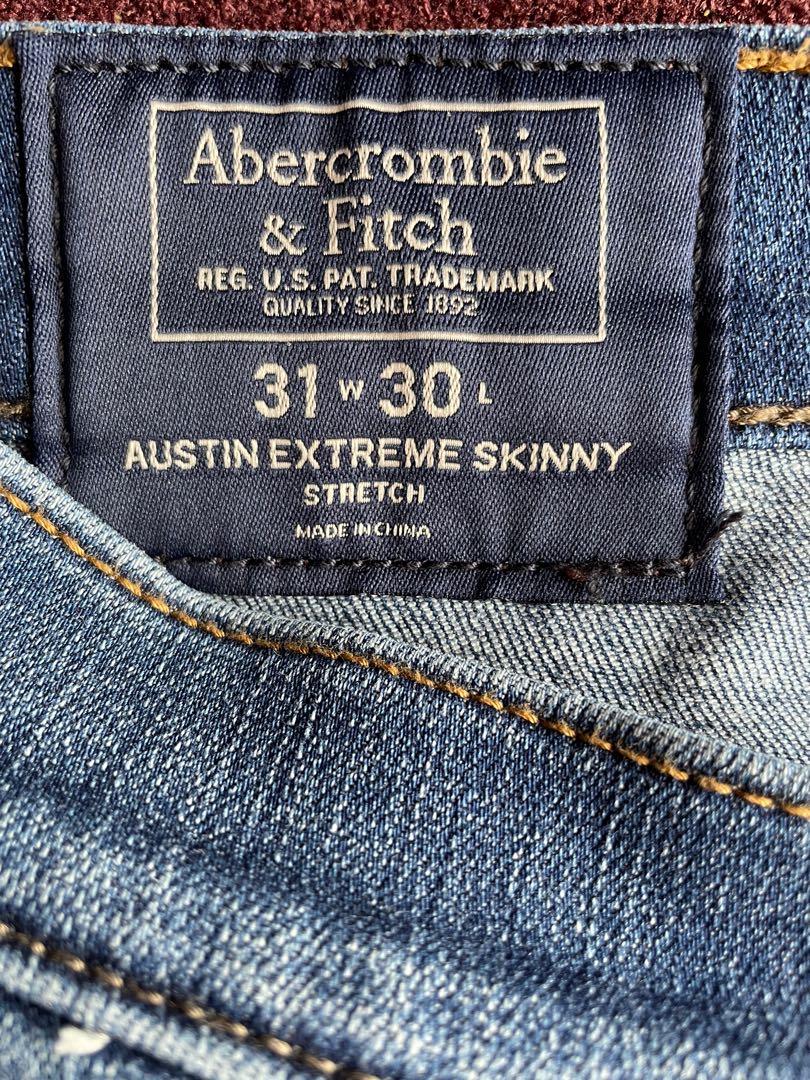 Abercrombie
& Fitch
REG. U.S. PAT. TRADEMARK
QUALITY SINCE 1892
31 W 30 L
AUSTIN EXTREME SKINNY
STRETCH
MADE IN CHINA